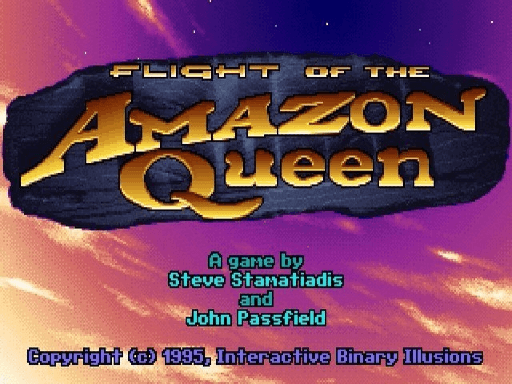 FLIGHT OF THE
AMAZON
Queen
A game by
Steve Stamatiadis
and
John Passfield
Copyright (c) 1995, Interactive Binary Illusions